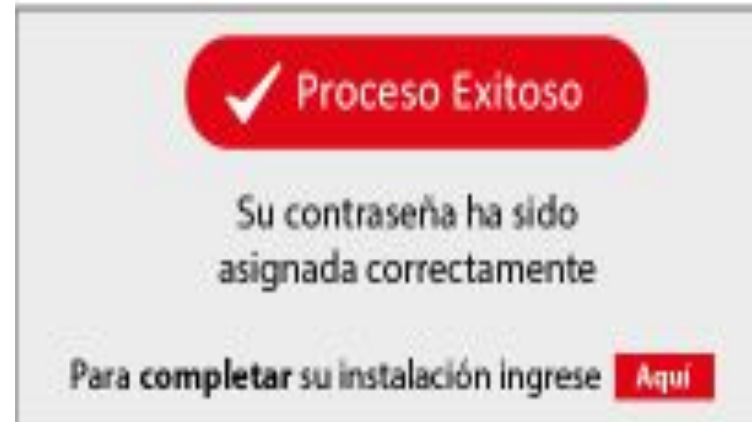 Proceso Exitoso
Su contraseña ha sido
asignada correctamente
Para completar su instalación ingrese Aquí